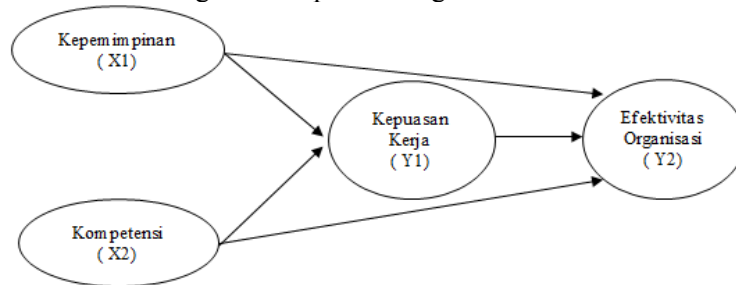 Kepemimpinan
( X1)
Kepuasan
Kerja
( Y1)
Efektivitas
Organisasi
( Y2)
Kompetensi
( X2)